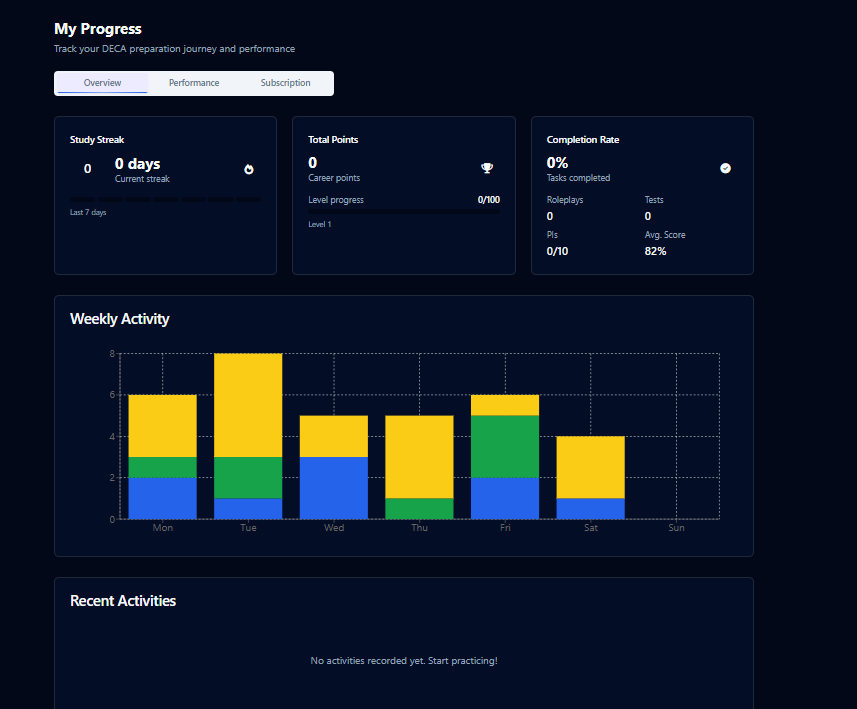 My Progress
Track your DECA preparation journey and performance
Overview Performance Subscription
Study Streak
0
0 days
Current streak
Last 7 days
Total Points
0
Career points
Level progress 0/100
Level 1
Completion Rate
0%
Tasks completed
Roleplays Tests
0 0
PIs Avg. Score
0/10 82%
Weekly Activity
8
6
4
2
0
Mon Tue Wed Thu Fri Sat Sun
Recent Activities
No activities recorded yet. Start practicing!